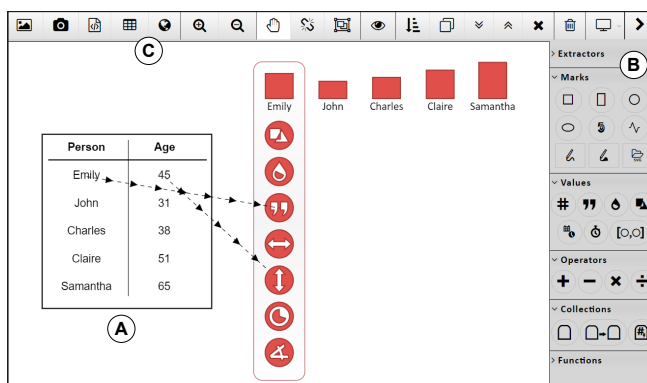 C
B
Extractors
Marks
SVG
Values
#
[○,○]
Operators
+ − × ÷
Collections
#
Functions
Emily John Charles Claire Samantha
Person Age
Emily 45
John 31
Charles 38
Claire 51
Samantha 65
A